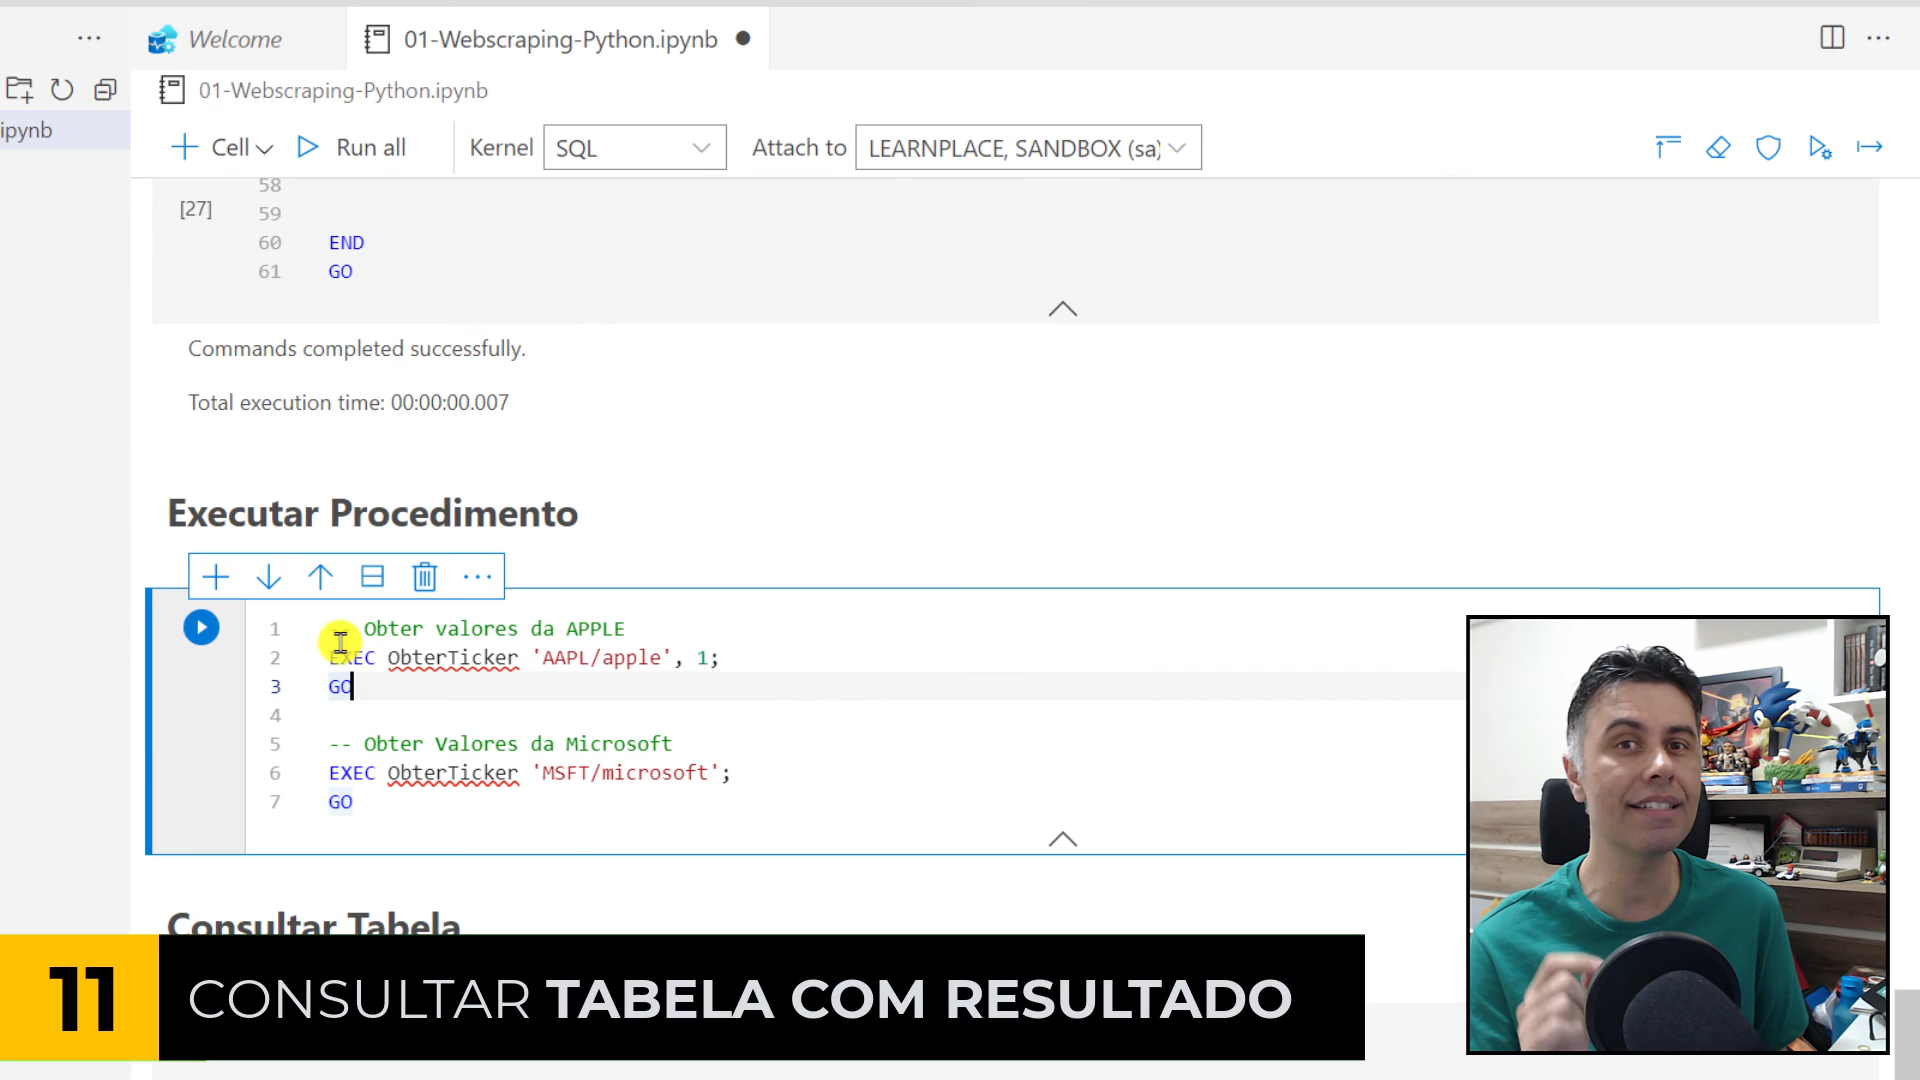 Welcome
01-Webscraping-Python.ipynb
01-Webscraping-Python.ipynb
ipynb
Cell
Run all
Kernel
SQL
Attach to
LEARNPLACE, SANDBOX (sa)
58
[27]
59
60 END
61 GO
Commands completed successfully.
Total execution time: 00:00:00.007
Executar Procedimento
1 Obter valores da APPLE
2 EXEC ObterTicker 'AAPL/apple', 1;
3 GO
4
5 -- Obter Valores da Microsoft
6 EXEC ObterTicker 'MSFT/microsoft';
7 GO
Consultar Tabela
11 CONSULTAR TABELA COM RESULTADO